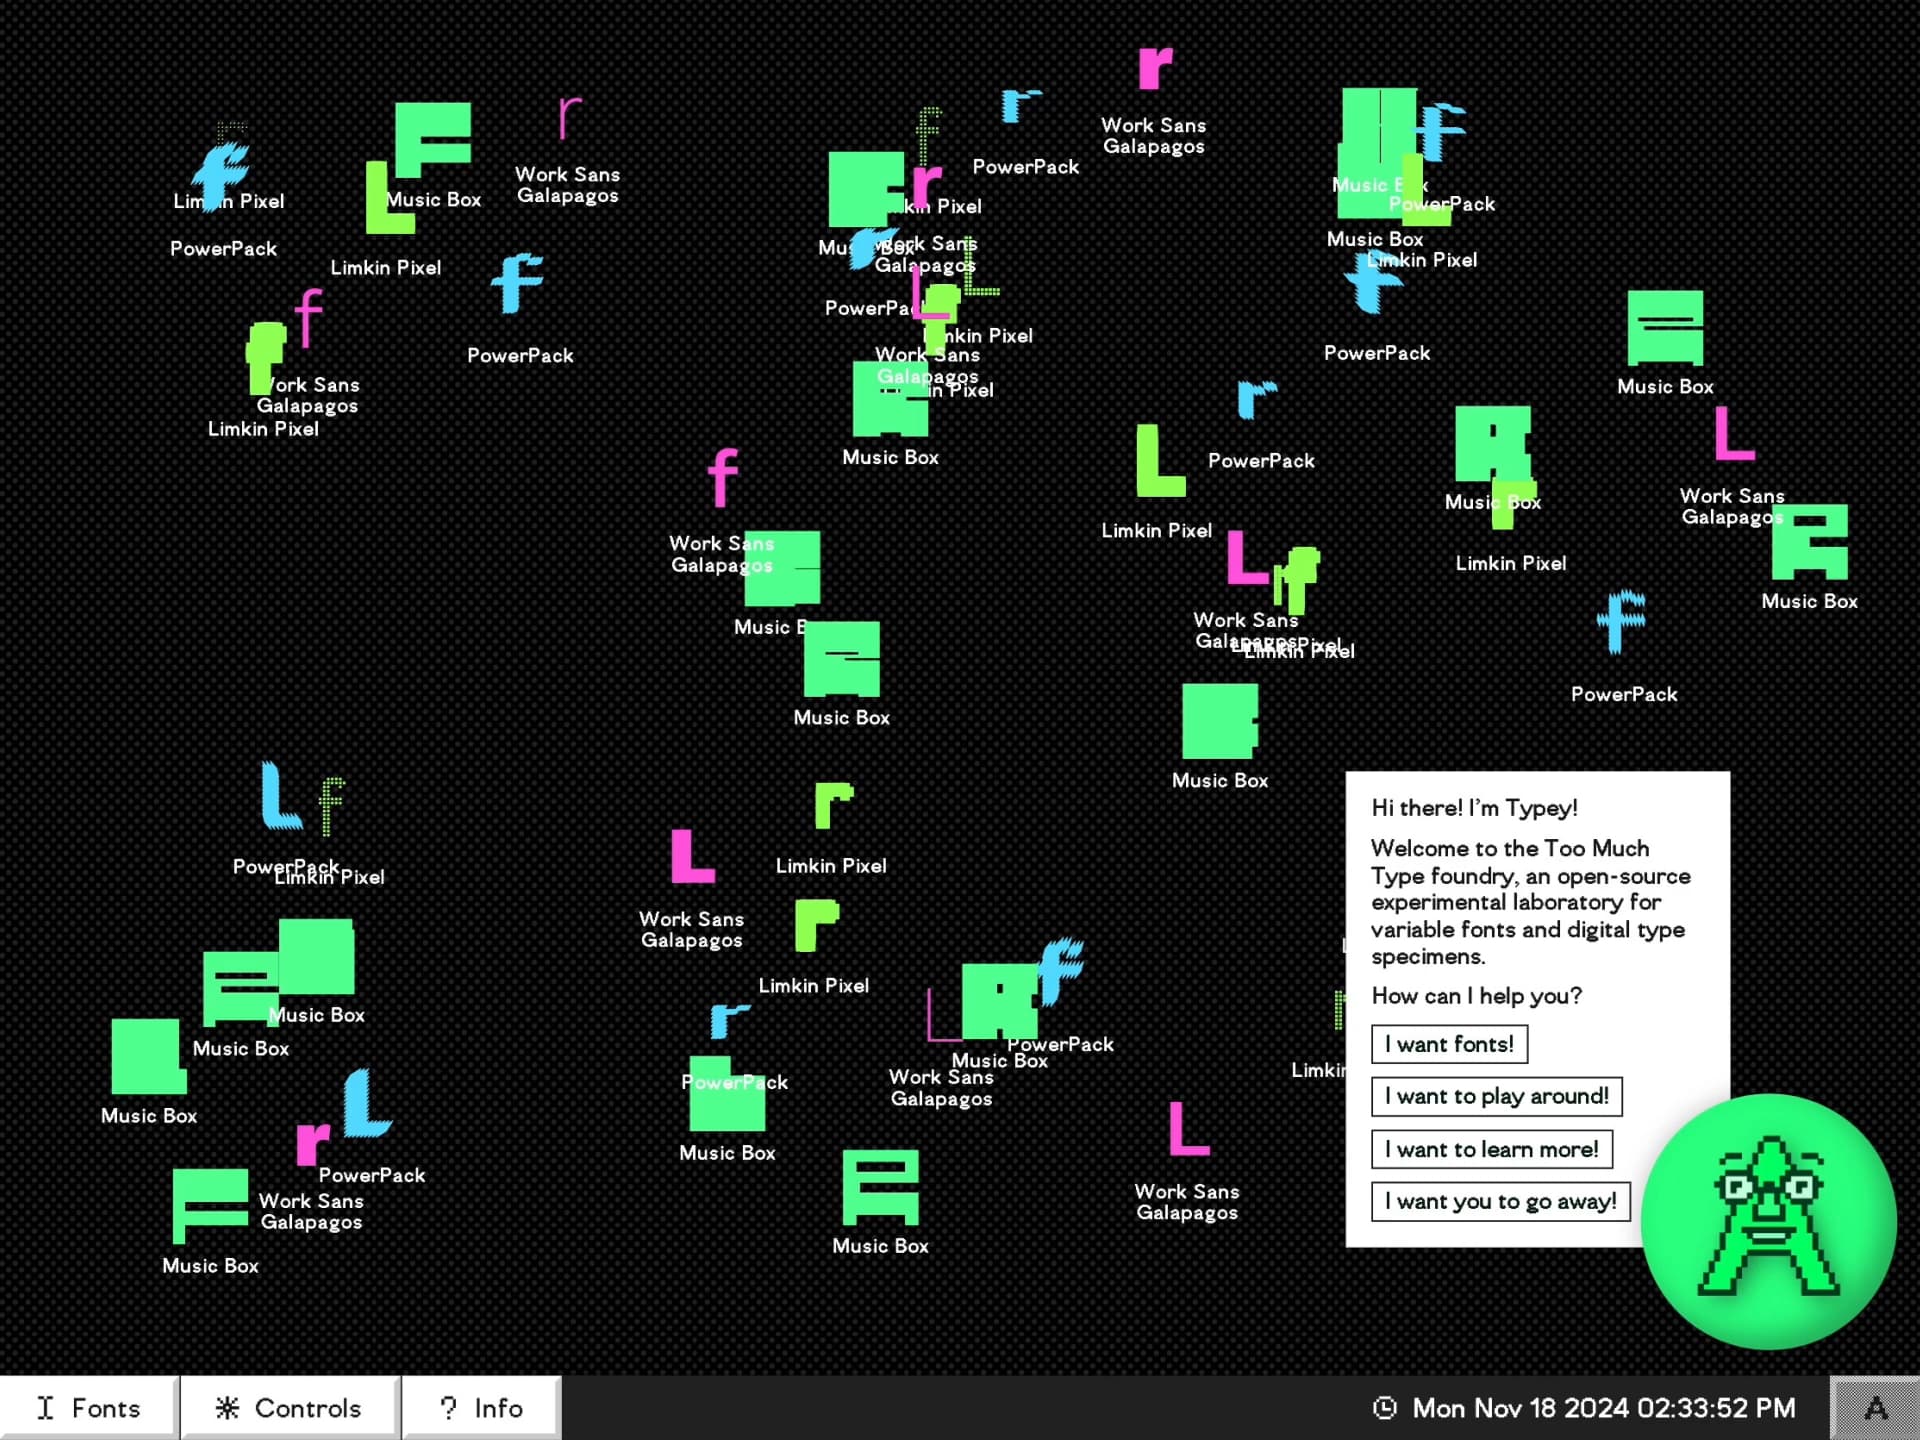 r
Work Sans
Galapagos
r
PowerPack
f
Limkin Pixel
PowerPack
F
Music Box
L
Limkin Pixel
r
Work Sans
Galapagos
f
PowerPack
f
Work Sans
Galapagos
Limkin Pixel
f
r
Music Box
Work Sans
Galapagos
L
L
Limkin Pixel
Work Sans
Galapagos
R
Music Box
f
Music Box
PowerPack
L
Music Box
Limkin Pixel
f
PowerPack
Music Box
r
PowerPack
L
Limkin Pixel
R
Music Box
Limkin Pixel
L
Work Sans
Galapagos
R
Music Box
f
Work Sans
Galapagos
Music B
R
Music Box
L
Work Sans
Galapagos
Limkin Pixel
f
PowerPack
Music Box
L
PowerPack
f
Limkin Pixel
r
Limkin Pixel
L
Work Sans
Galapagos
r
Limkin Pixel
Music Box
Music Box
L
Music Box
L
PowerPack
r
Work Sans
Galapagos
F
Music Box
r
PowerPack
L
Music Box
R
Music Box
f
PowerPack
L
Work Sans
Galapagos
R
Music Box
L
Work Sans
Galapagos
Limkin
Hi there! I'm Typey!
Welcome to the Too Much
Type foundry, an open-source
experimental laboratory for
variable fonts and digital type
specimens.
How can I help you?
I want fonts!
I want to play around!
I want to learn more!
I want you to go away!
Fonts
Controls
? Info
Mon Nov 18 2024 02:33:52 PM
A